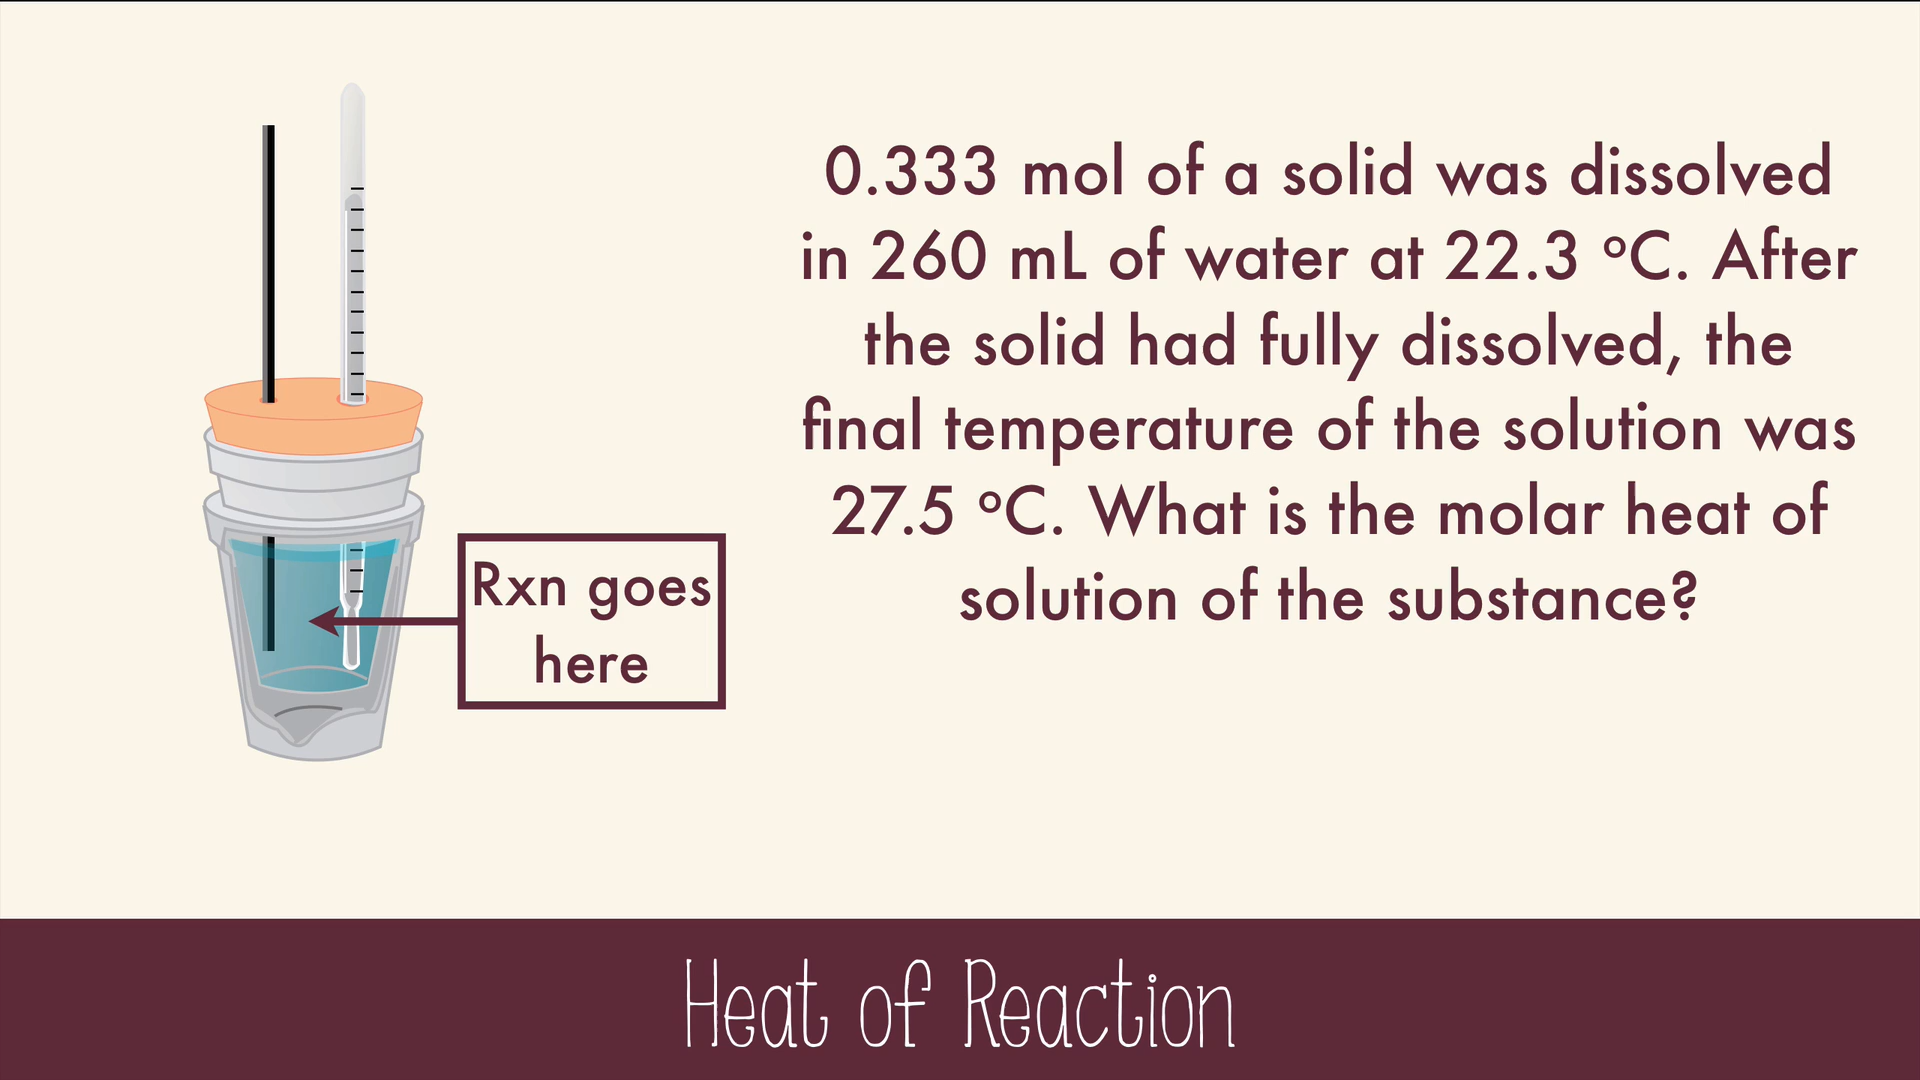 0.333 mol of a solid was dissolved
in 260 mL of water at 22.3 °C. After
the solid had fully dissolved, the
final temperature of the solution was
27.5 °C. What is the molar heat of
solution of the substance?
Rxn goes
here
Heat of Reaction